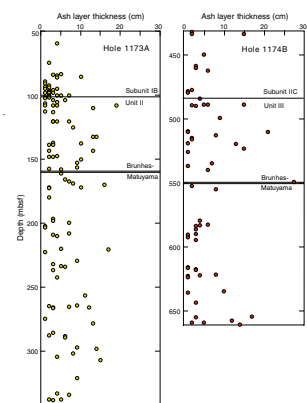 Ash layer thickness (cm)
0 10 20 30
50
Hole 1173A
Subunit IB
100
Unit II
150
Brunhes-
Matuyama
200
Depth (mbsf)
300
Ash layer thickness (cm)
0 10 20 30
Hole 1174B
450
Subunit IIC
Unit III
500
Brunhes-
550
Matuyama
600
650